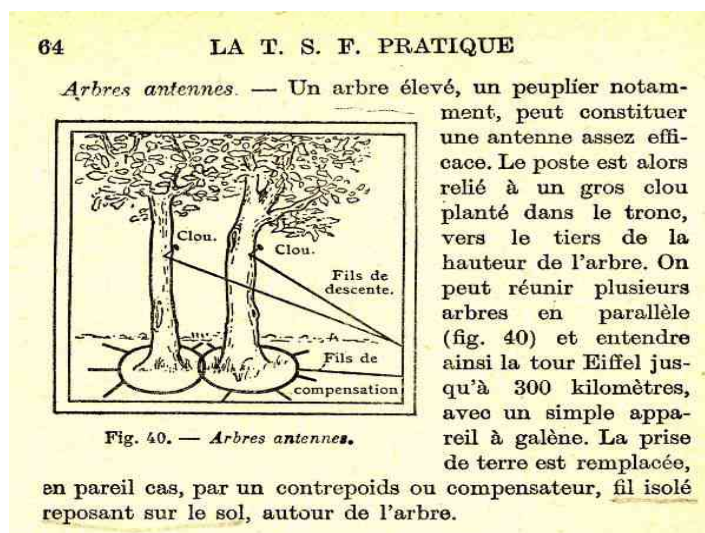 64 LA T. S. F. PRATIQUE
Arbres antennes. — Un arbre élevé, un peuplier notam-
ment, peut constituer
une antenne assez effi-
cace. Le poste est alors
relié à un gros clou
planté dans le tronc,
vers le tiers de la
hauteur de l'arbre. On
peut réunir plusieurs
arbres en parallèle
(fig. 40) et entendre
ainsi la tour Eiffel jus-
qu'à 300 kilomètres,
avec un simple appa-
reil à galène. La prise
de terre est remplacée,
en pareil cas, par un contrepoids ou compensateur, fil isolé
reposant sur le sol, autour de l'arbre.
Clou.
Clou.
Fils de
descente.
Fils de
compensation
Fig. 40. — Arbres antennes.